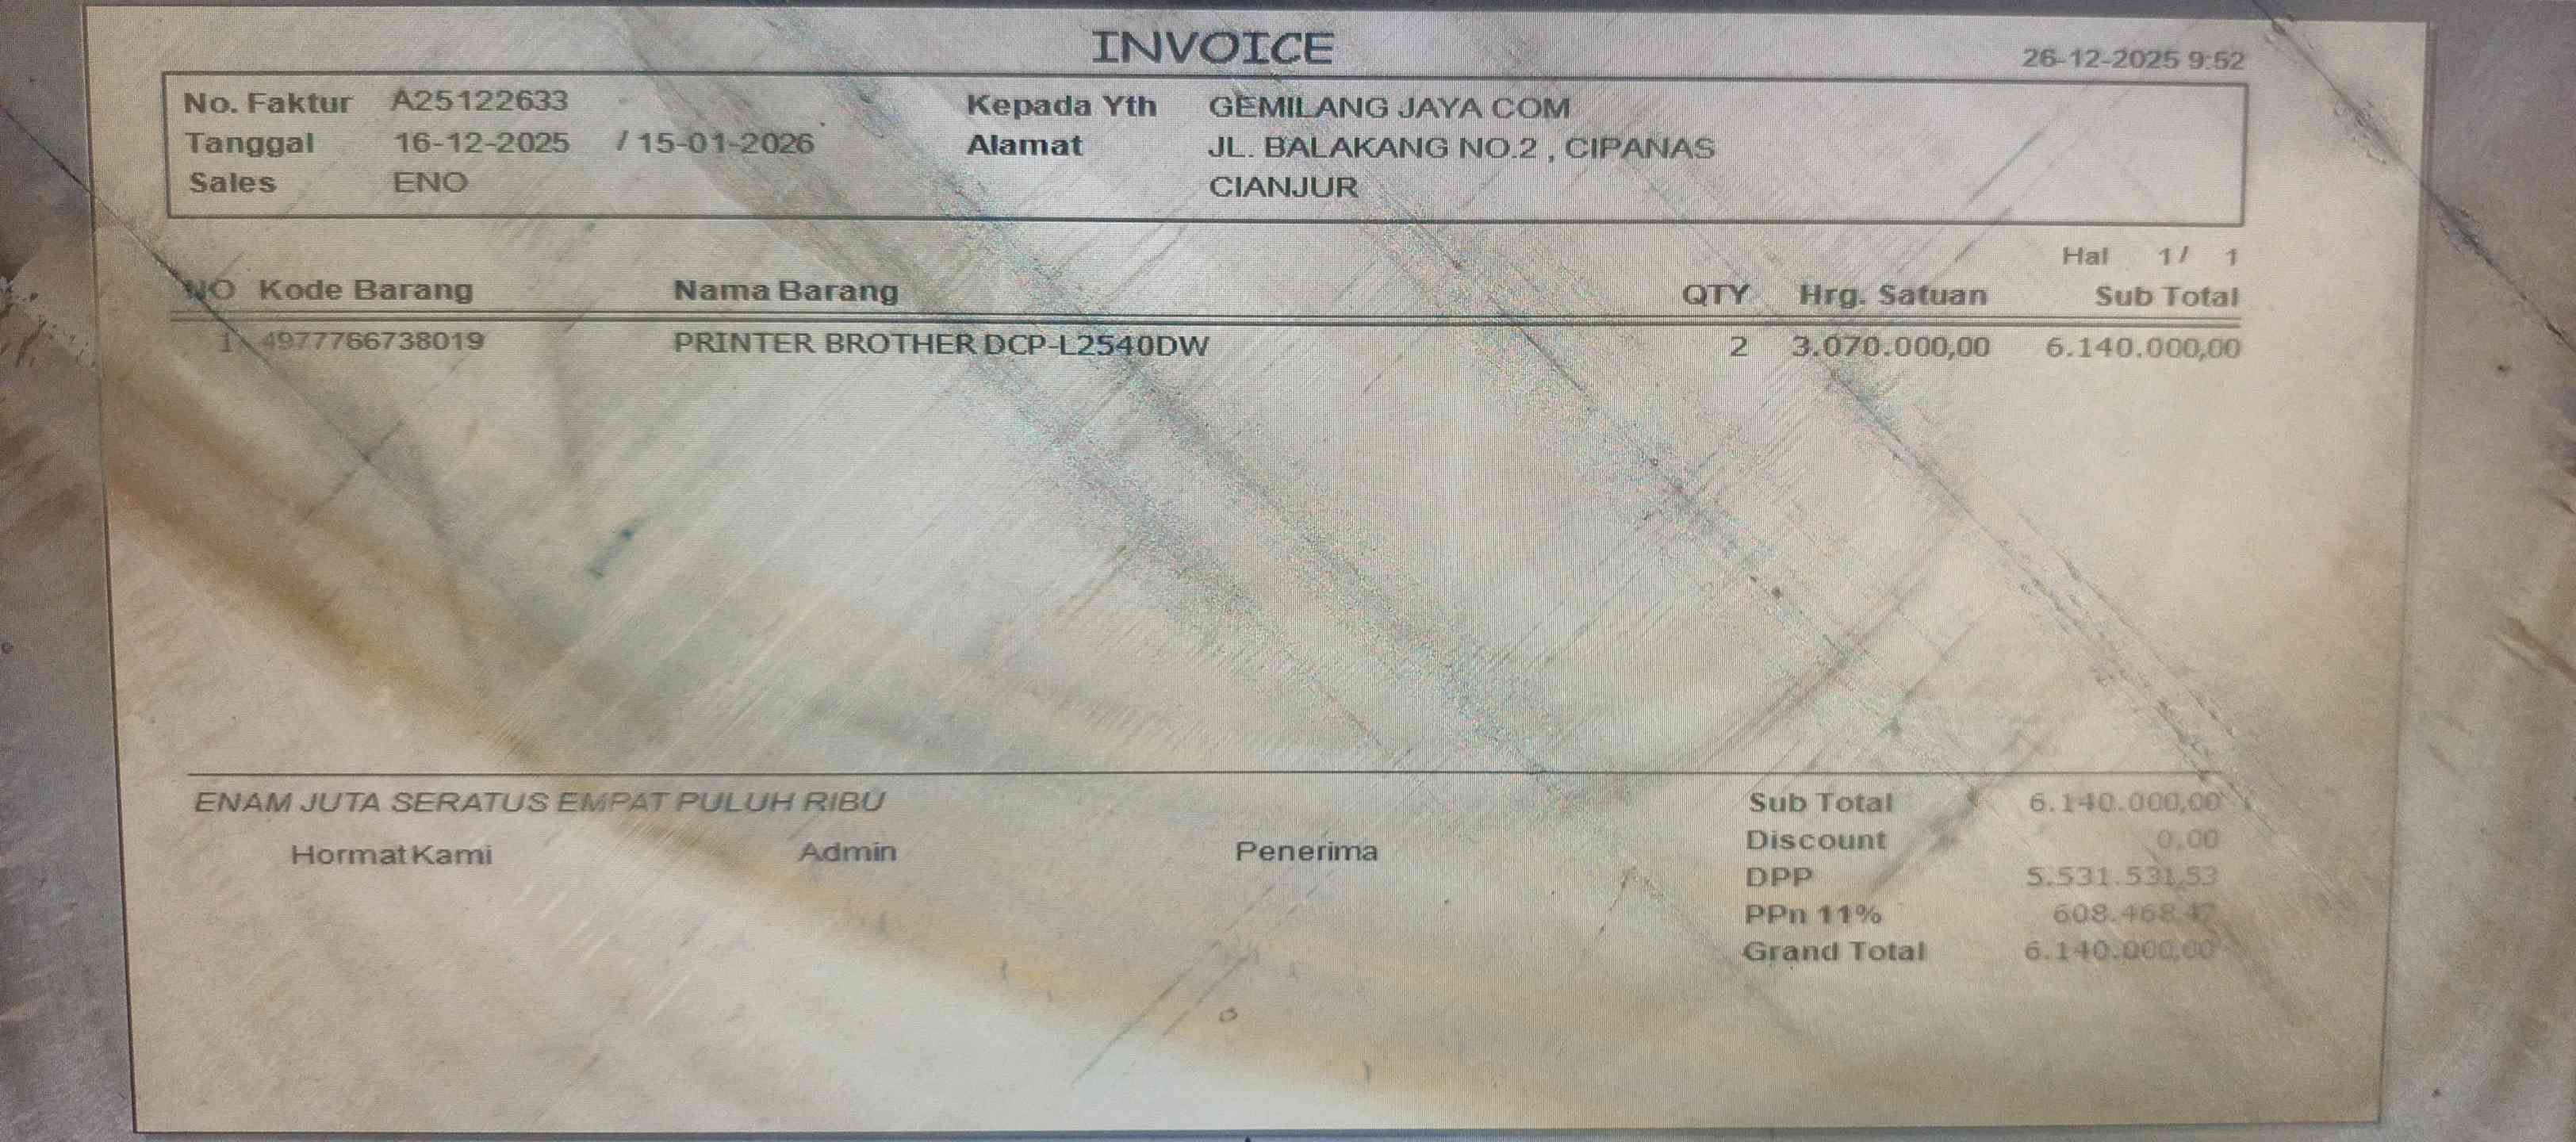 INVOICE
26-12-2025 9:52
No. Faktur A25122633
Tanggal 16-12-2025 / 15-01-2026
Sales ENO
Kepada Yth GEMILANG JAYA COM
Alamat JL. BALAKANG NO.2 , CIPANAS
CIANJUR
Hal 1/ 1
NO Kode Barang Nama Barang QTY Hrg. Satuan Sub Total
1 4977766738019 PRINTER BROTHER DCP-L2540DW 2 3.070.000,00 6.140.000,00
ENAM JUTA SERATUS EMPAT PULUH RIBU
Hormat Kami Admin Penerima
Sub Total 6.140.000,00
Discount 0,00
DPP 5.531.531,53
PPn 11% 608.468,47
Grand Total 6.140.000,00